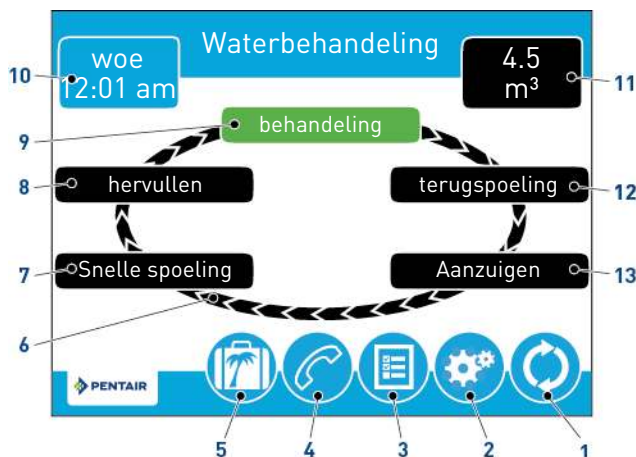 woe
12:01 am
Waterbehandeling
4.5
m³
10
11
behandeling
9
8
hervullen
terugspoeling
12
7
Snelle spoeling
Aanzuigen
13
6
PENTAIR
5
4
3
2
1